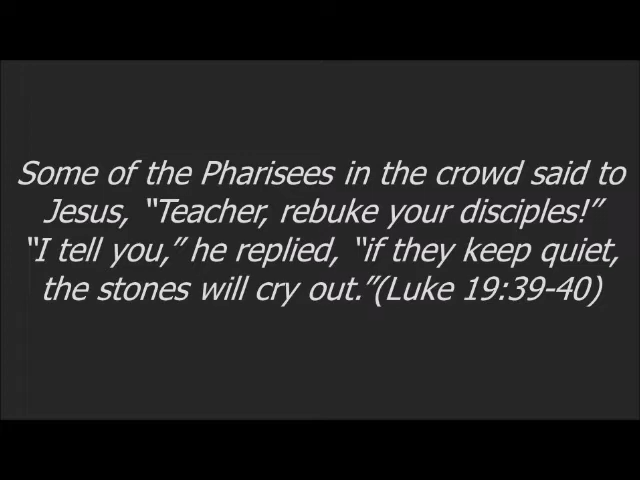 Some of the Pharisees in the crowd said to
Jesus, “Teacher, rebuke your disciples!”
“I tell you,” he replied, “if they keep quiet,
the stones will cry out.”(Luke 19:39-40)